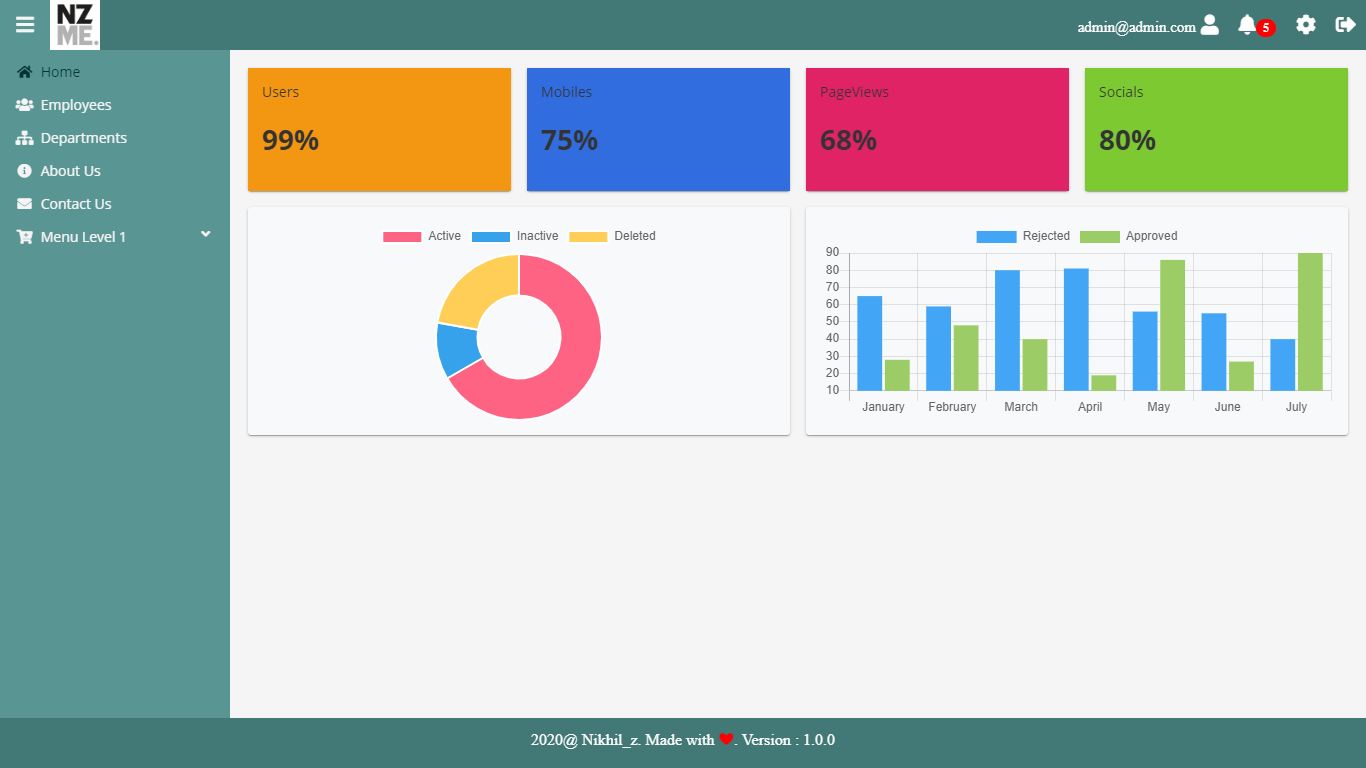 NZ
ME.
admin@admin.com
5
Home
Employees
Departments
About Us
Contact Us
Menu Level 1
Users
99%
Mobiles
75%
PageViews
68%
Socials
80%
Active Inactive Deleted
Rejected Approved
90
80
70
60
50
40
30
20
10
January February March April May June July
2020@ Nikhil_z. Made with ❤. Version : 1.0.0